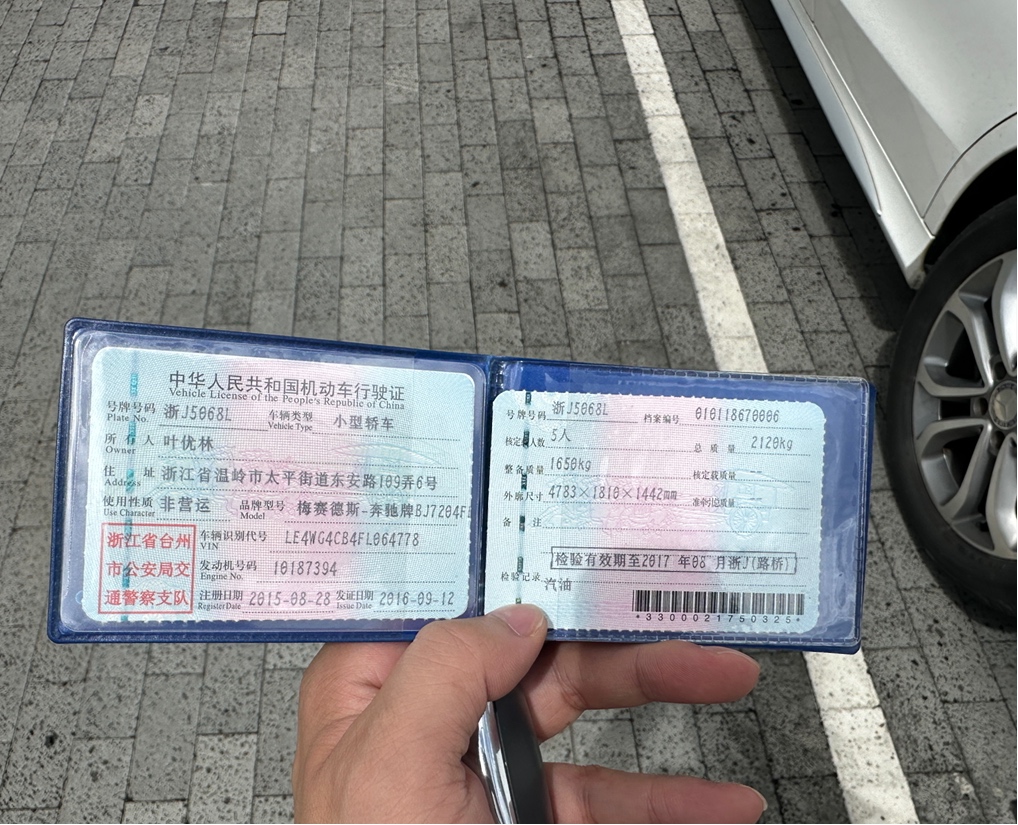 中华人民共和国机动车行驶证
Vehicle License of the People's Republic of China
号牌号码 浙J5068L 车辆类型 小型轿车
Plate No. Vehicle Type
所有人 叶优林
Owner
住址 浙江省温岭市太平街道东安路109弄6号
Address
使用性质 非营运 品牌型号 梅赛德斯-奔驰牌BJ7204F
Use Character Model
浙江省台州
市公安局交
通警察支队
车辆识别代号 LE4WG4CB4FL064778
VIN
发动机号码 10187394
Engine No.
注册日期 2015-08-28 发证日期 2016-09-12
Register Date Issue Date
号牌号码 浙J5068L 档案编号 010118670006
核定载人数 5人 总质量 2120kg
整备质量 1650kg 核定载质量 --
外廓尺寸 4783×1810×1442 准牵引总质量 --
备注
检验有效期至2017 年08 月浙J(路桥)
检验记录
汽油
*3300021750325*